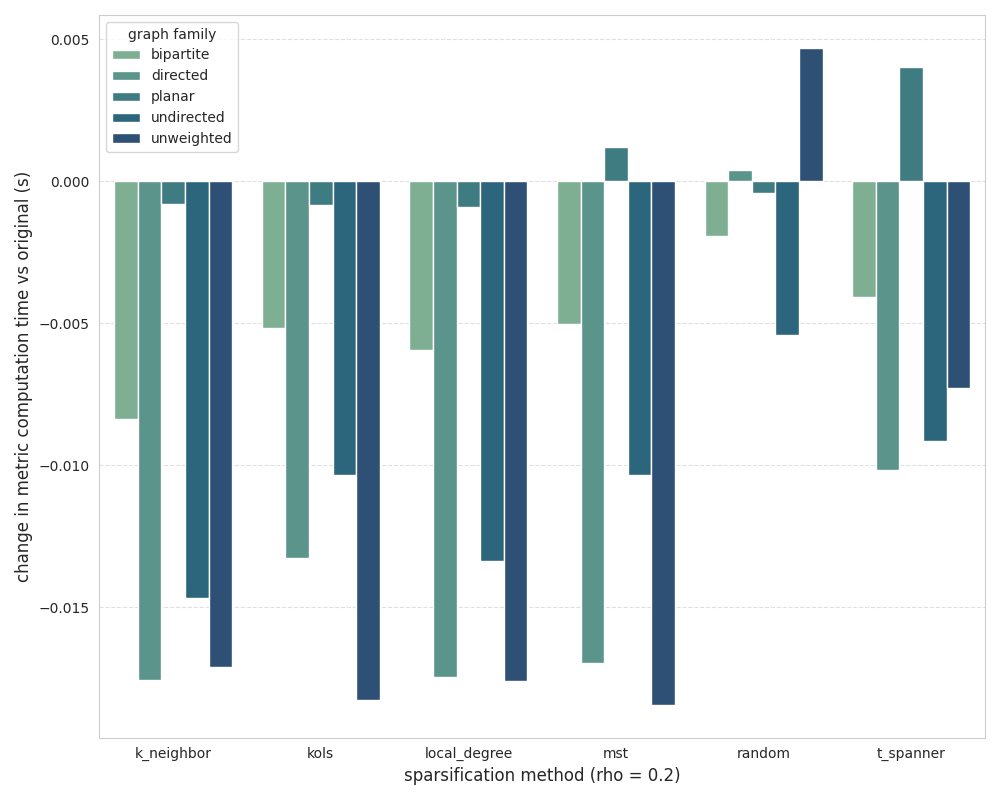 graph family
bipartite
directed
planar
undirected
unweighted
0.005
0.000
−0.005
−0.010
−0.015
change in metric computation time vs original (s)
k_neighbor kols local_degree mst random t_spanner
sparsification method (rho = 0.2)